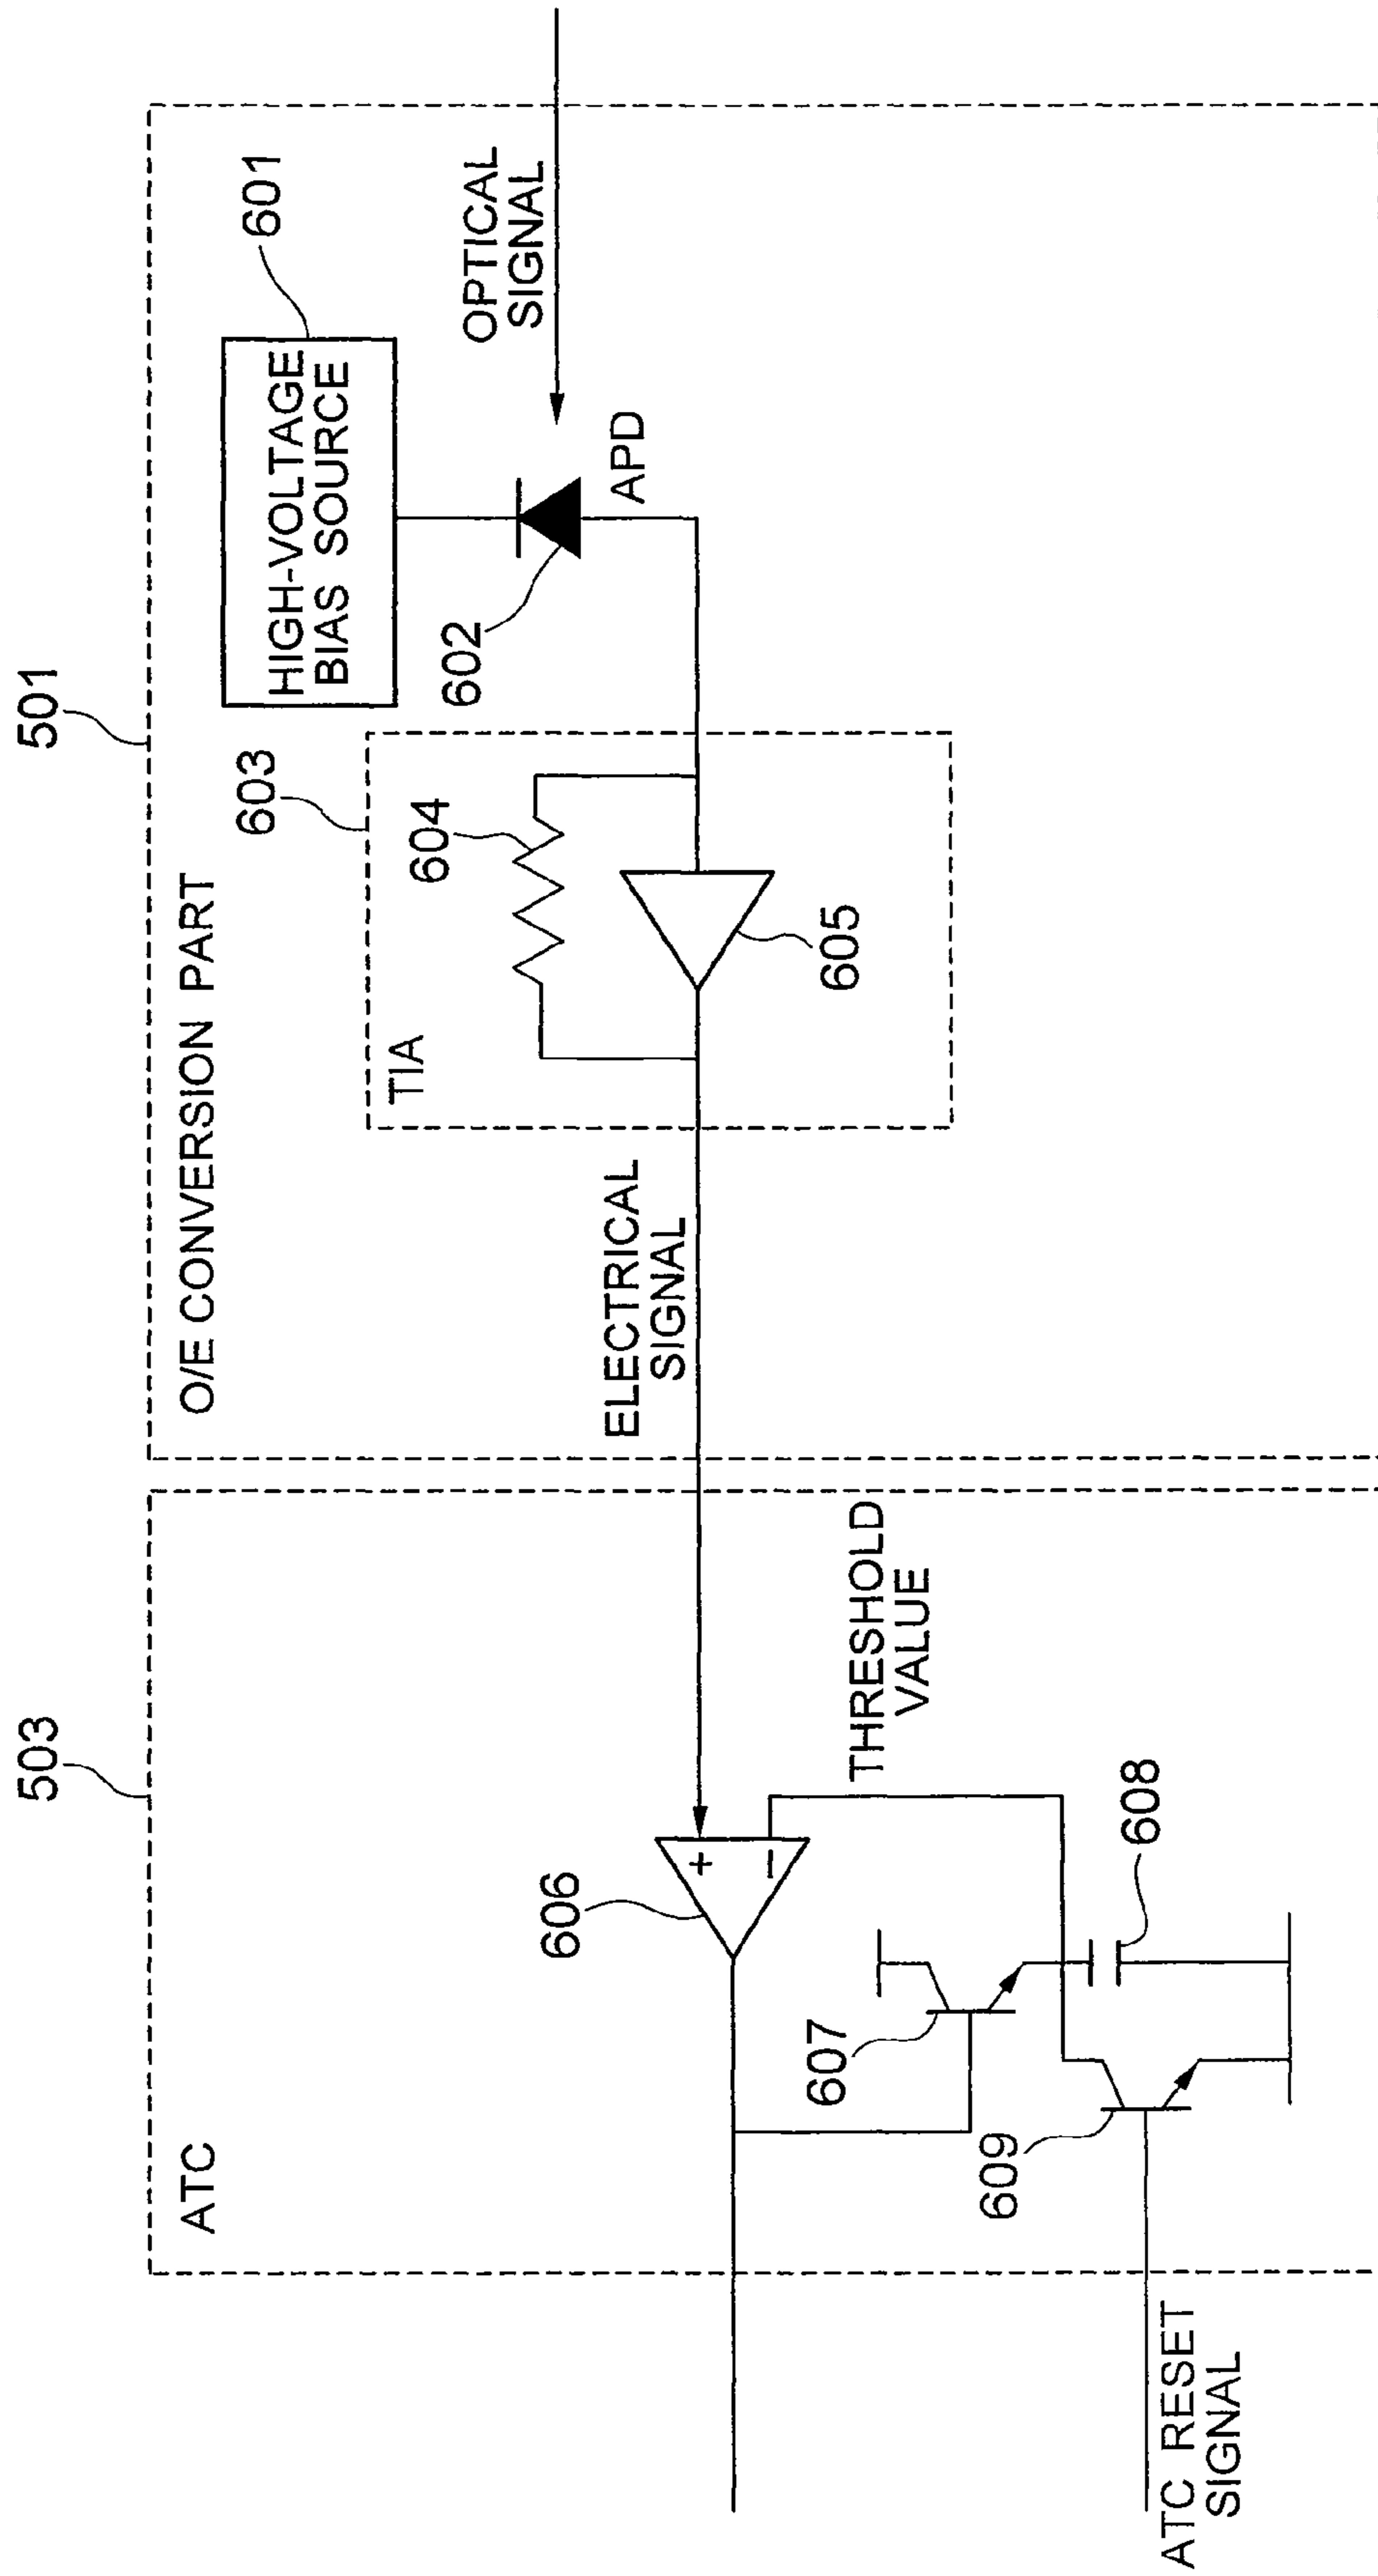 501
O/E CONVERSION PART
HIGH-VOLTAGE
BIAS SOURCE
601
OPTICAL
SIGNAL
602
APD
603
TIA
604
605
ELECTRICAL
SIGNAL
503
ATC
606
+
−
THRESHOLD
VALUE
607
608
609
ATC RESET
SIGNAL